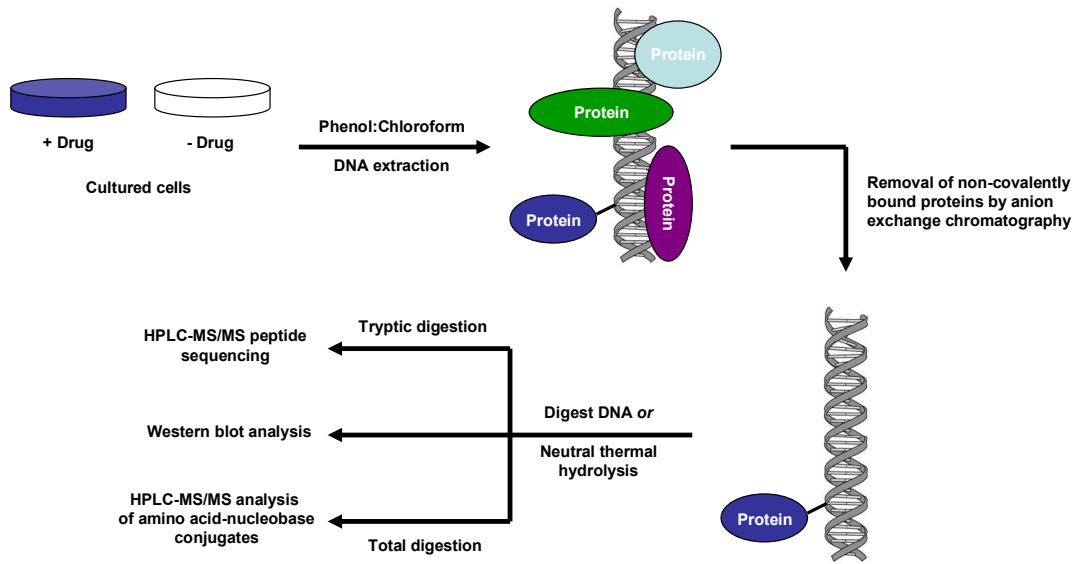 + Drug
- Drug
Cultured cells
Phenol:Chloroform
DNA extraction
Protein
Protein
Protein
Protein
Removal of non-covalently
bound proteins by anion
exchange chromatography
Protein
Digest DNA or
Neutral thermal
hydrolysis
Tryptic digestion
HPLC-MS/MS peptide
sequencing
Western blot analysis
HPLC-MS/MS analysis
of amino acid-nucleobase
conjugates
Total digestion